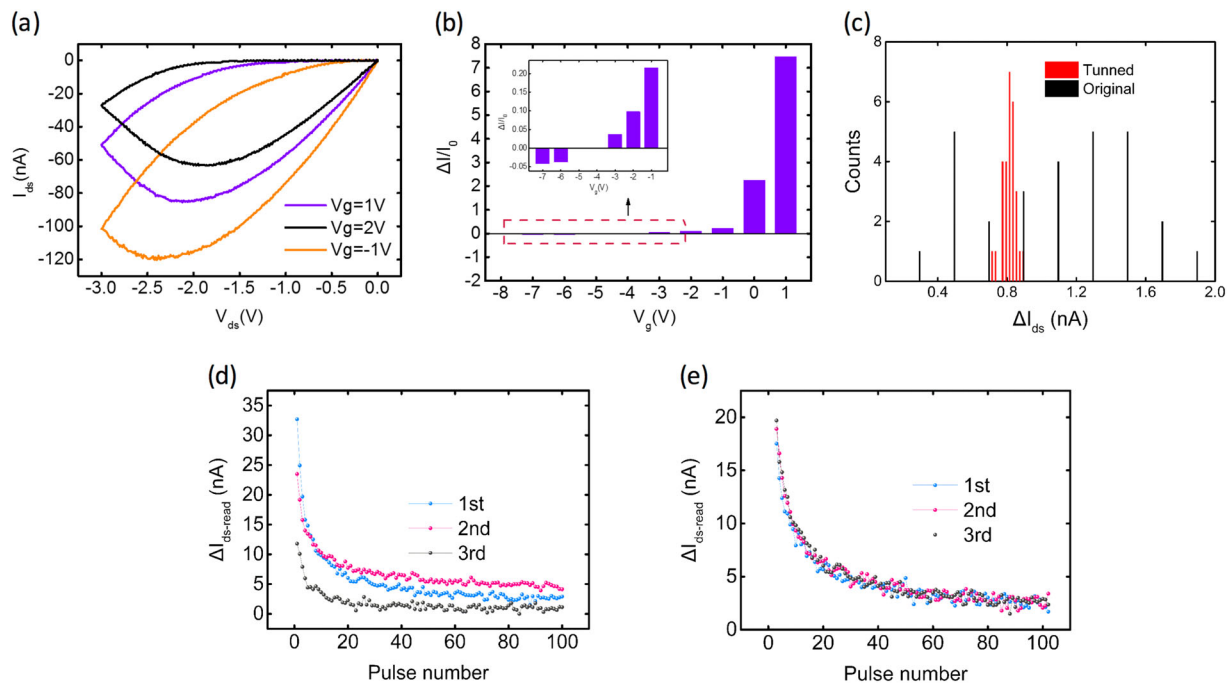 (a)
0
-20
-40
-60
-80
-100
-120
I_ds(nA)
Vg=1V
Vg=2V
Vg=-1V
-3.0 -2.5 -2.0 -1.5 -1.0 -0.5 0.0
V_ds(V)
(b)
8
7
6
5
4
3
2
1
0
-1
-2
ΔI/I_0
0.20
0.15
0.10
0.05
0.00
-0.05
ΔI/I_0
-7 -6 -5 -4 -3 -2 -1
V_g(V)
-8 -7 -6 -5 -4 -3 -2 -1 0 1
V_g(V)
(c)
8
6
4
2
0
Counts
Tunned
Original
0.4 0.8 1.2 1.6 2.0
ΔI_ds (nA)
(d)
35
30
25
20
15
10
5
0
ΔI_ds-read (nA)
1st
2nd
3rd
0 20 40 60 80 100
Pulse number
(e)
20
15
10
5
0
ΔI_ds-read (nA)
1st
2nd
3rd
0 20 40 60 80 100
Pulse number